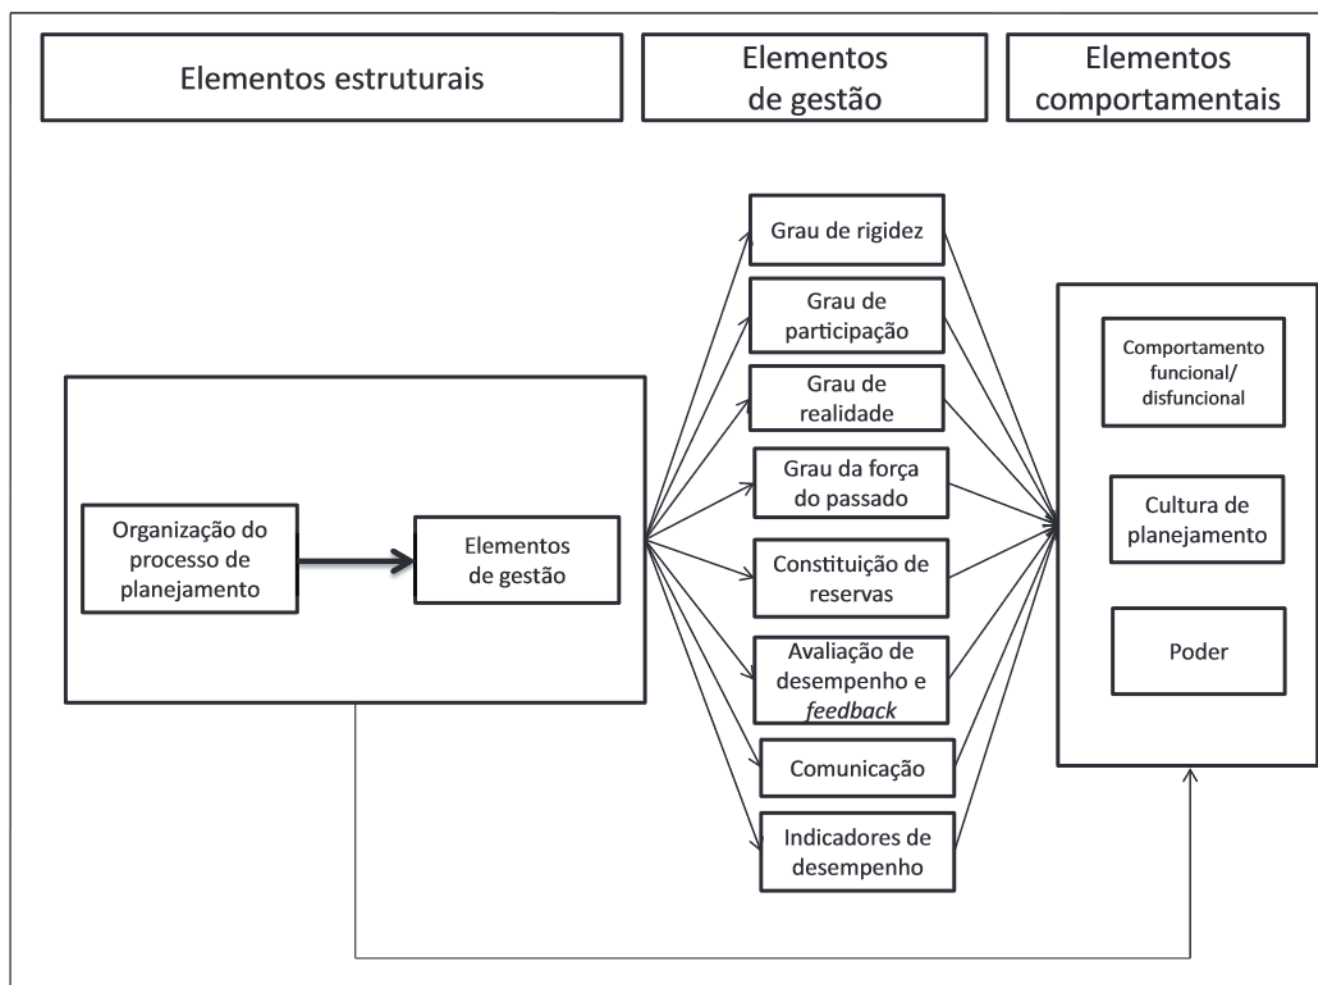 Elementos estruturais
Elementos
de gestão
Elementos
comportamentais
Organização do
processo de
planejamento
Elementos
de gestão
Grau de rigidez
Grau de
participação
Grau de
realidade
Grau da força
do passado
Constituição de
reservas
Avaliação de
desempenho e
feedback
Comunicação
Indicadores de
desempenho
Comportamento
funcional/
disfuncional
Cultura de
planejamento
Poder